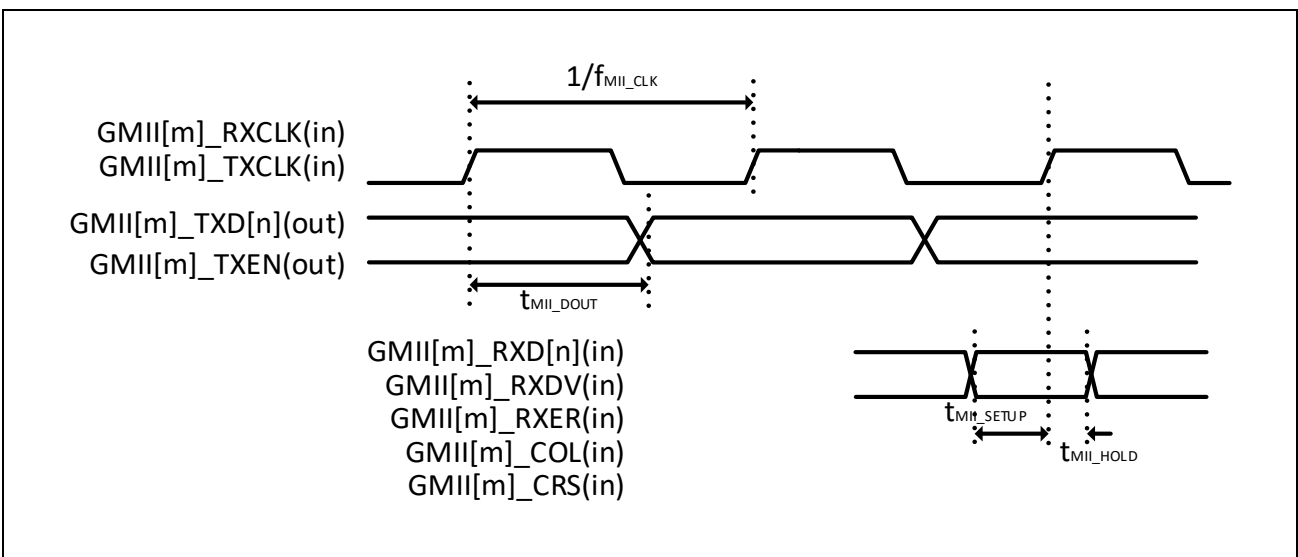 1/fMII_CLK
GMII[m]_RXCLK(in)
GMII[m]_TXCLK(in)
GMII[m]_TXD[n](out)
GMII[m]_TXEN(out)
tMII_DOUT
GMII[m]_RXD[n](in)
GMII[m]_RXDV(in)
GMII[m]_RXER(in)
GMII[m]_COL(in)
GMII[m]_CRS(in)
tMII_SETUP
tMII_HOLD